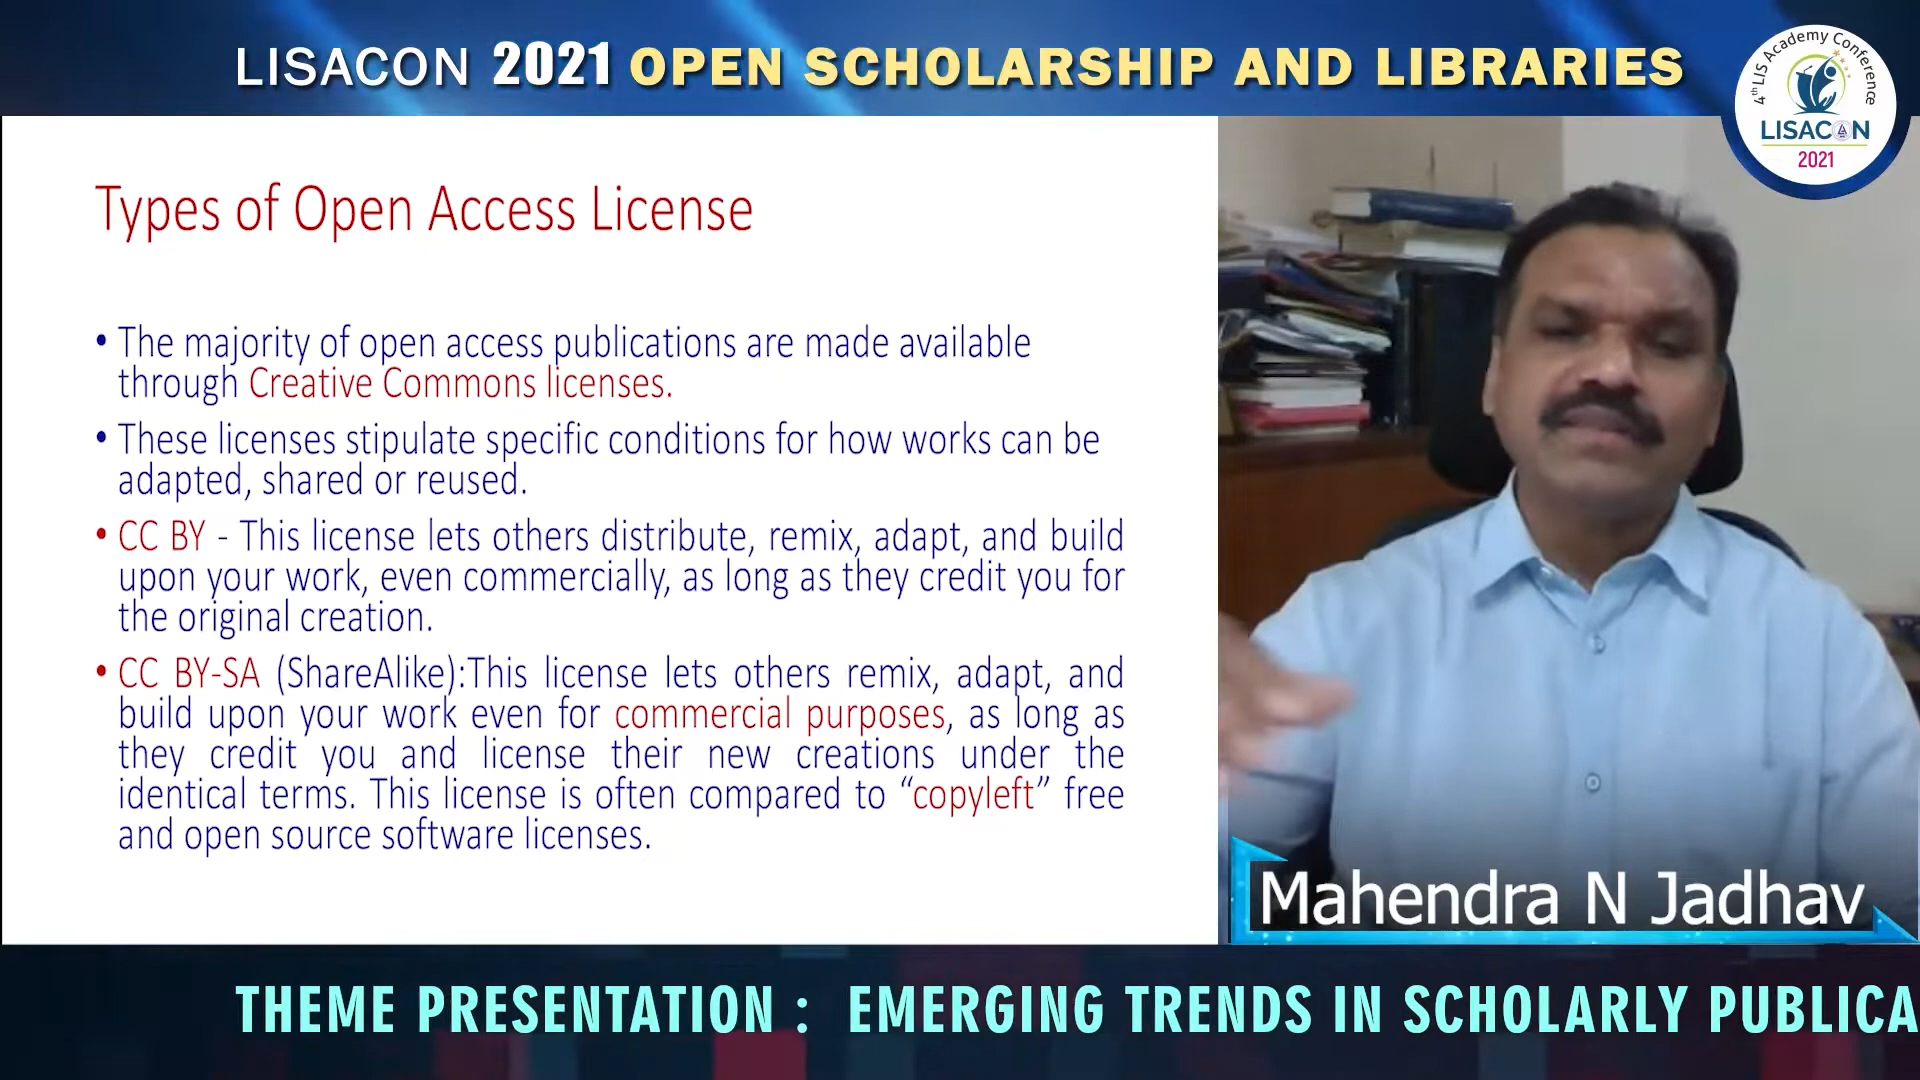 LISACON 2021 OPEN SCHOLARSHIP AND LIBRARIES
4th LIS Academy Conference
LISACON
2021
Types of Open Access License
• The majority of open access publications are made available
through Creative Commons licenses.
• These licenses stipulate specific conditions for how works can be
adapted, shared or reused.
• CC BY - This license lets others distribute, remix, adapt, and build
upon your work, even commercially, as long as they credit you for
the original creation.
• CC BY-SA (ShareAlike):This license lets others remix, adapt, and
build upon your work even for commercial purposes, as long as
they credit you and license their new creations under the
identical terms. This license is often compared to “copyleft” free
and open source software licenses.
Mahendra N Jadhav
THEME PRESENTATION : EMERGING TRENDS IN SCHOLARLY PUBLICA